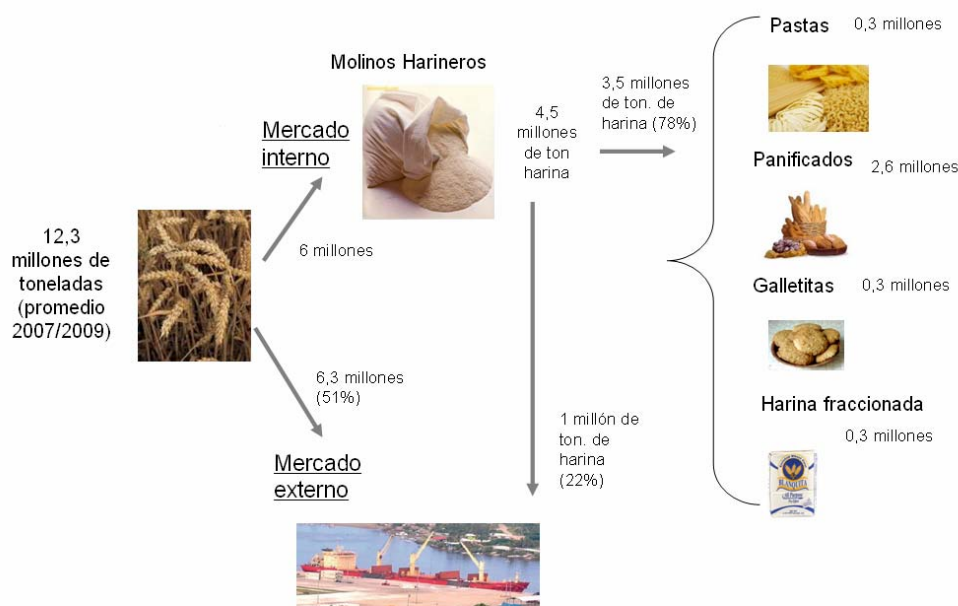 12,3
millones de
toneladas
(promedio
2007/2009)
Mercado
interno
6 millones
6,3 millones
(51%)
Mercado
externo
Molinos Harineros
4,5
millones
de ton
harina
3,5 millones
de ton. de
harina (78%)
1 millón de
ton. de
harina
(22%)
Pastas 0,3 millones
Panificados
2,6 millones
Galletitas 0,3 millones
Harina fraccionada
0,3 millones
BLANQUITA